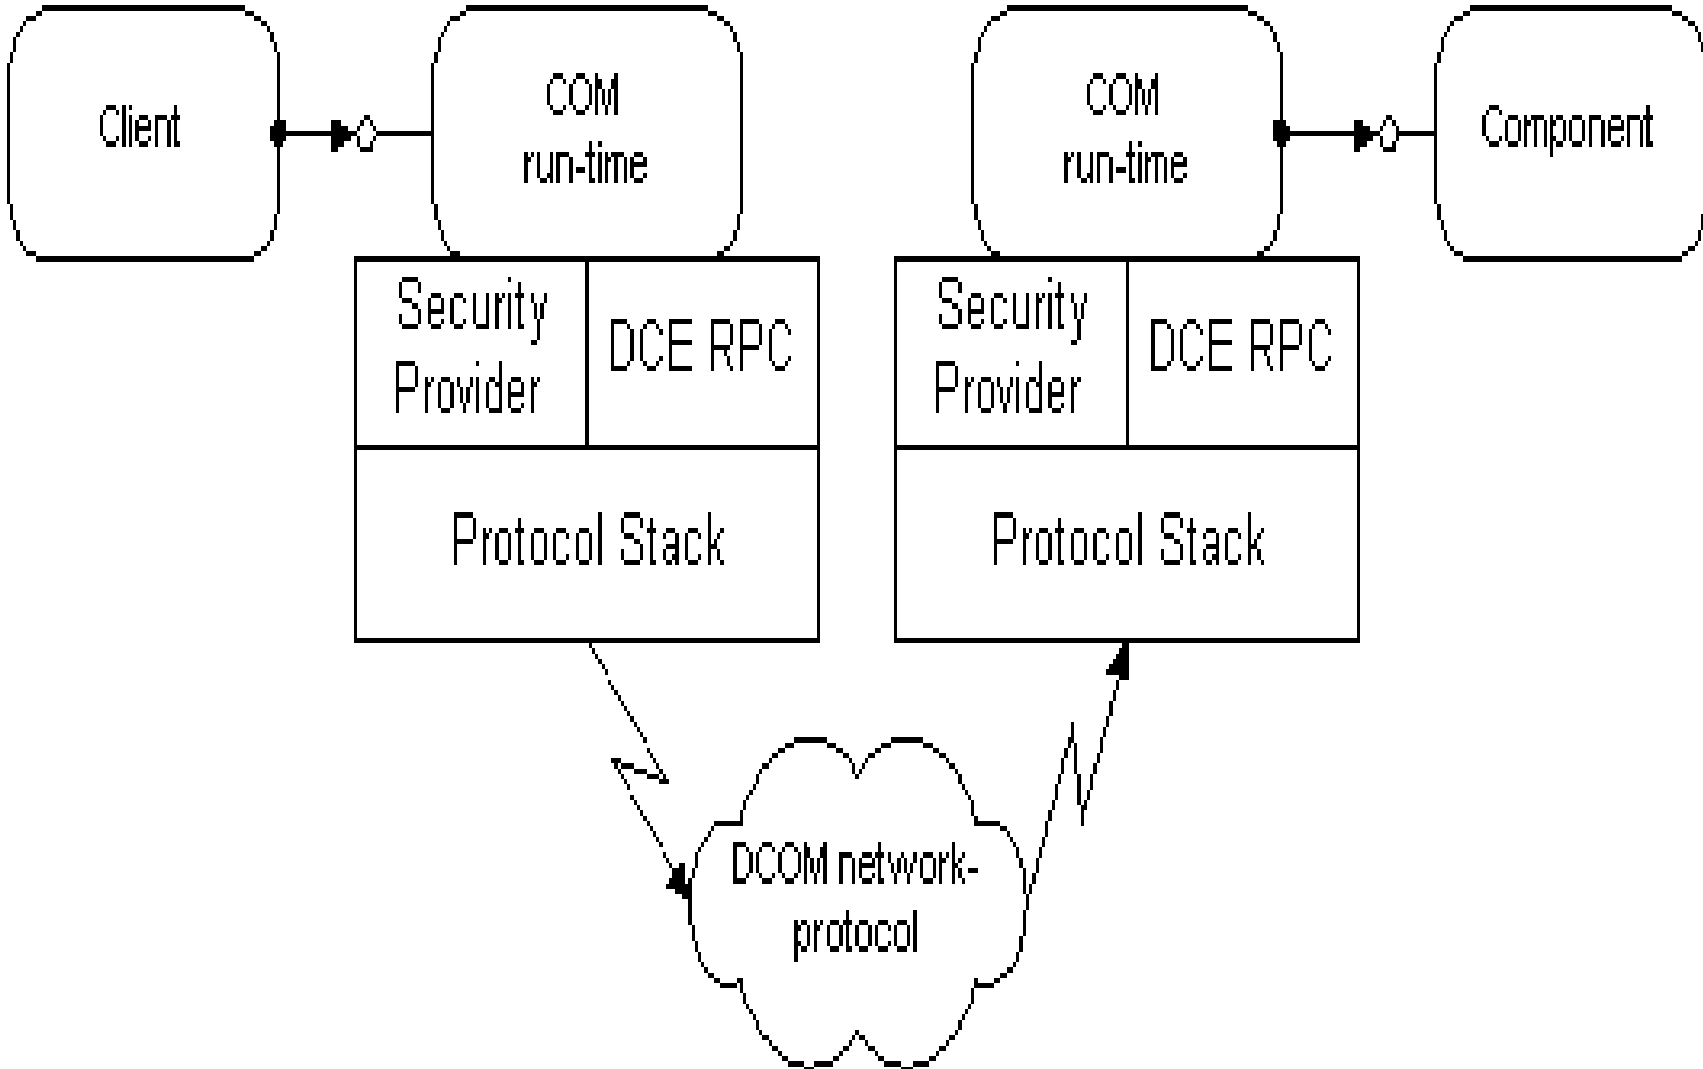 Client
COM
run-time
COM
run-time
Component
Security
Provider
DCE RPC
Security
Provider
DCE RPC
Protocol Stack
Protocol Stack
DCOM network-
protocol